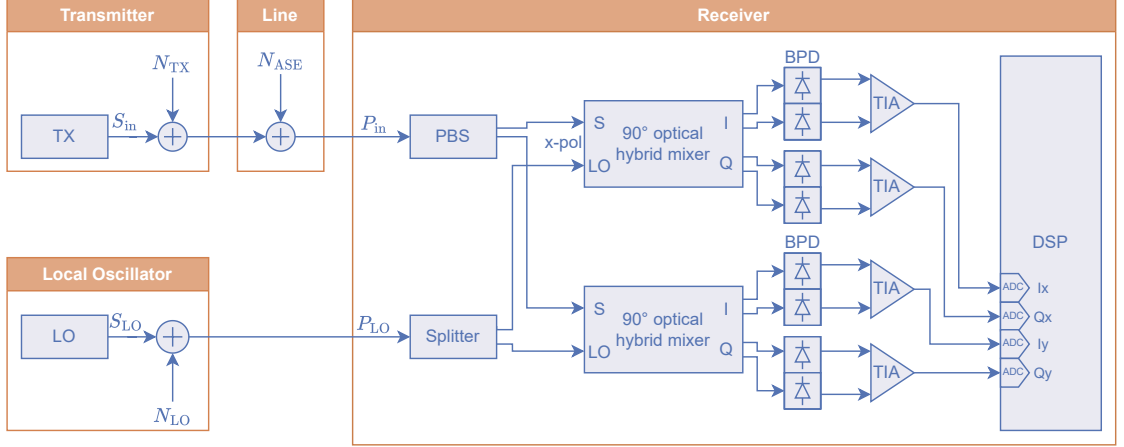 Transmitter
Line
Receiver
N_TX
N_ASE
TX
S_in
P_in
PBS
x-pol
S
LO
90° optical
hybrid mixer
I
Q
BPD
TIA
TIA
DSP
Local Oscillator
LO
S_LO
N_LO
P_LO
Splitter
S
LO
90° optical
hybrid mixer
I
Q
BPD
TIA
TIA
ADC Ix
ADC Qx
ADC Iy
ADC Qy